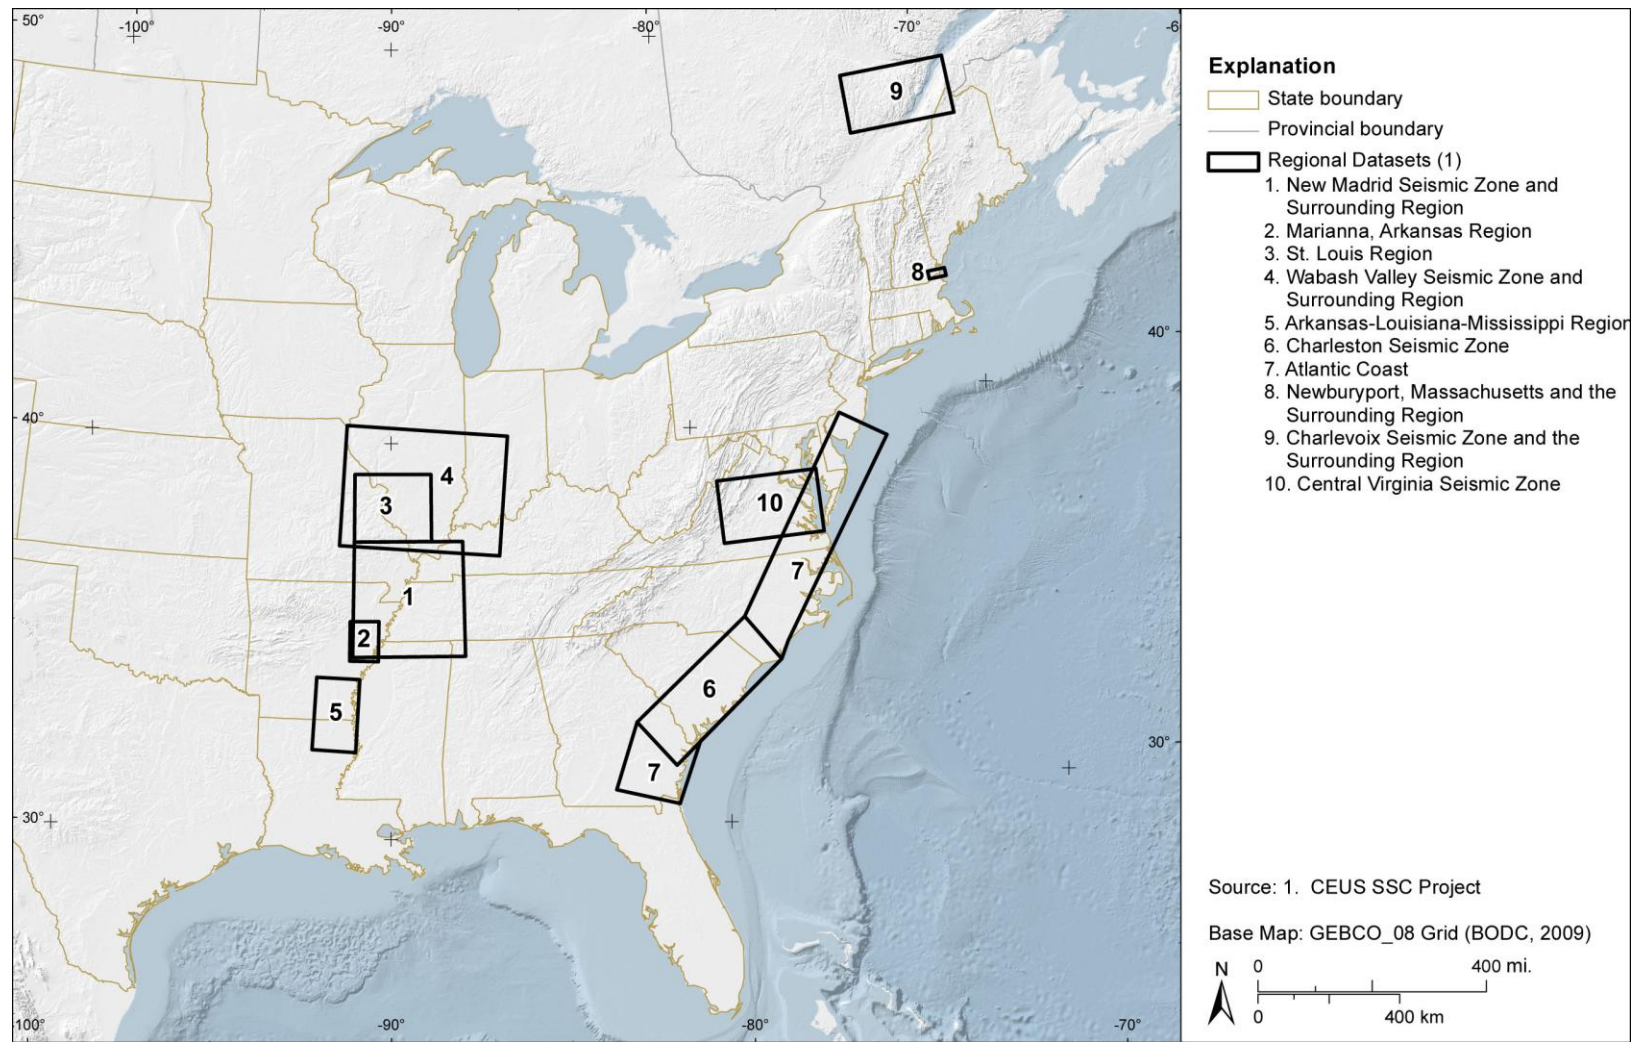 50°
-100°
-80°
-70°
-6
9
8
40°
40°
4
3
10
1
7
2
6
5
7
30°
30°
-100°
-90°
-80°
-70°
Explanation
State boundary
Provincial boundary
Regional Datasets (1)
1. New Madrid Seismic Zone and
Surrounding Region
2. Marianna, Arkansas Region
3. St. Louis Region
4. Wabash Valley Seismic Zone and
Surrounding Region
5. Arkansas-Louisiana-Mississippi Region
6. Charleston Seismic Zone
7. Atlantic Coast
8. Newburyport, Massachusetts and the
Surrounding Region
9. Charlevoix Seismic Zone and the
Surrounding Region
10. Central Virginia Seismic Zone
Source: 1. CEUS SSC Project
Base Map: GEBCO_08 Grid (BODC, 2009)
N
0 400 mi.
0 400 km